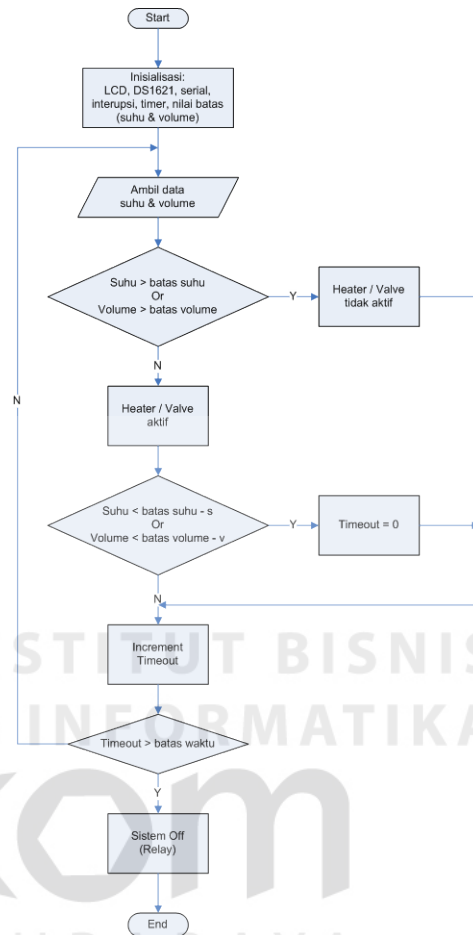 Start
Inisialisasi:
LCD, DS1621, serial,
interupsi, timer, nilai batas
(suhu & volume)
Ambil data
suhu & volume
Suhu > batas suhu
Or
Volume > batas volume
Y
Heater / Valve
tidak aktif
N
N
Heater / Valve
aktif
Suhu < batas suhu - s
Or
Volume < batas volume - v
Y
Timeout = 0
N
Increment
Timeout
STITUT BISNIS
INFORMATIKA
Timeout > batas waktu
Y
kom
Sistem Off
(Relay)
End